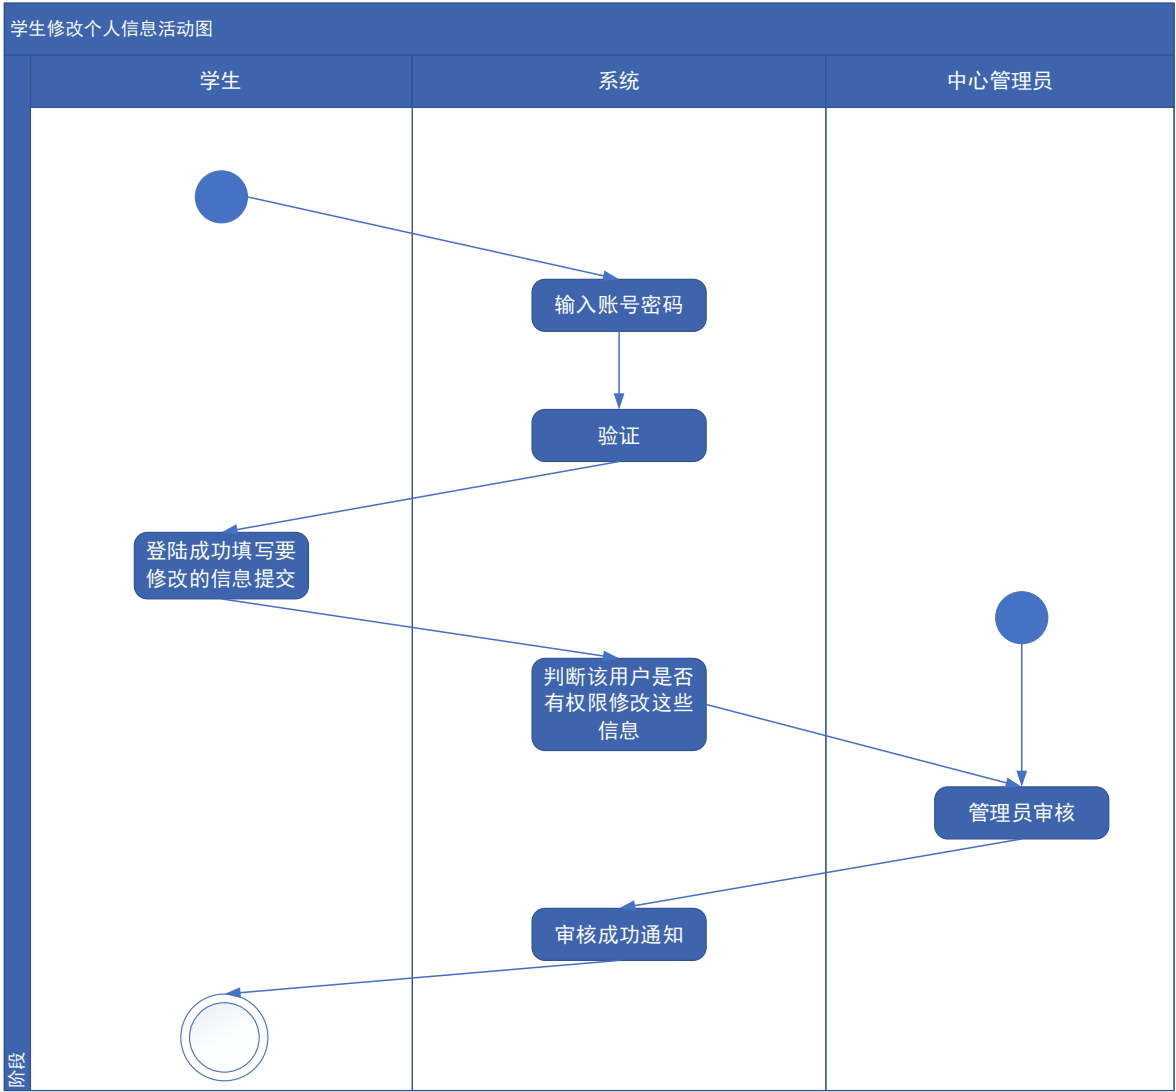 学生修改个人信息活动图
学生
系统
中心管理员
输入账号密码
验证
登陆成功填写要
修改的信息提交
判断该用户是否
有权限修改这些
信息
管理员审核
审核成功通知
阶段